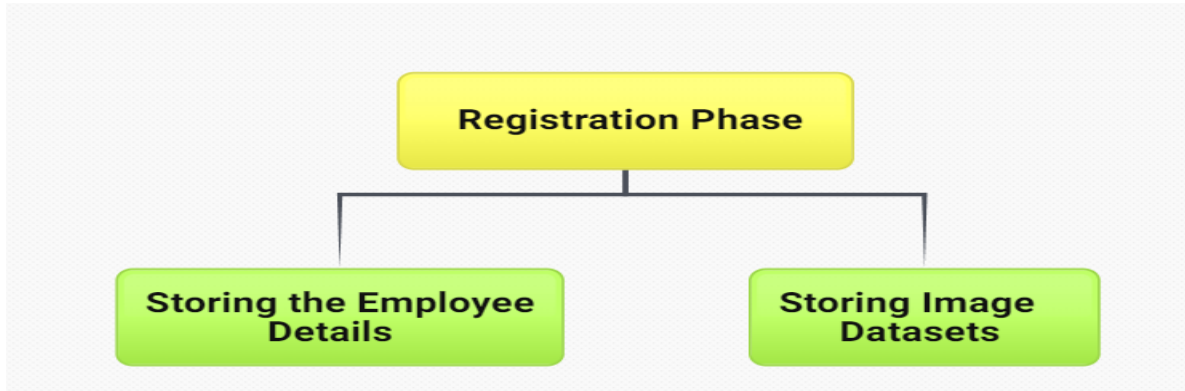 Registration Phase
Storing the Employee
Details
Storing Image
Datasets